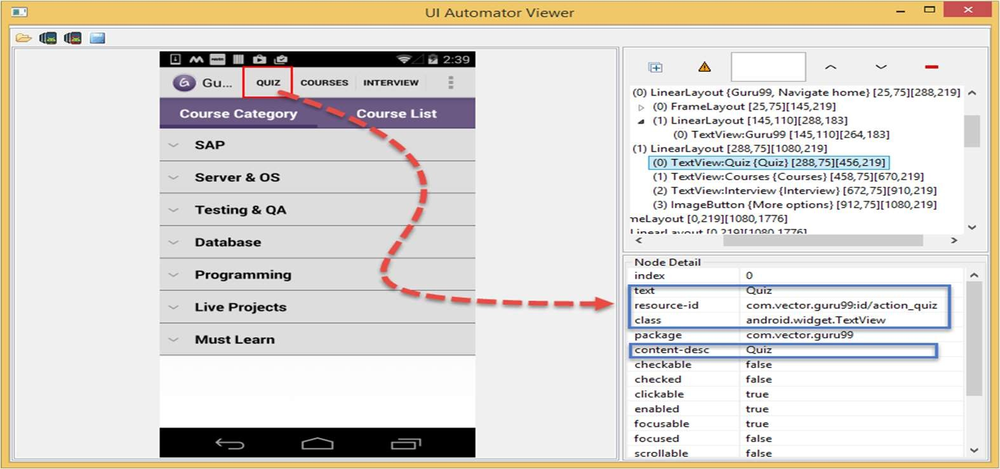 UI Automator Viewer
2:39
Gu... QUIZ COURSES INTERVIEW
Course Category Course List
SAP
Server & OS
Testing & QA
Database
Programming
Live Projects
Must Learn
(0) LinearLayout {Guru99, Navigate home} [25,75][288,219]
(0) FrameLayout [25,75][145,219]
(1) LinearLayout [145,110][288,183]
(0) TextView:Guru99 [145,110][264,183]
(1) LinearLayout [288,75][1080,219]
(0) TextView:Quiz {Quiz} [288,75][456,219]
(1) TextView:Courses {Courses} [458,75][670,219]
(2) TextView:Interview {Interview} [672,75][910,219]
(3) ImageButton {More options} [912,75][1080,219]
meLayout [0,219][1080,1776]
LinearLayout [0,219][1080,1776]
Node Detail
index 0
text Quiz
resource-id com.vector.guru99:id/action_quiz
class android.widget.TextView
package com.vector.guru99
content-desc Quiz
checkable false
checked false
clickable true
enabled true
focusable true
focused false
scrollable false